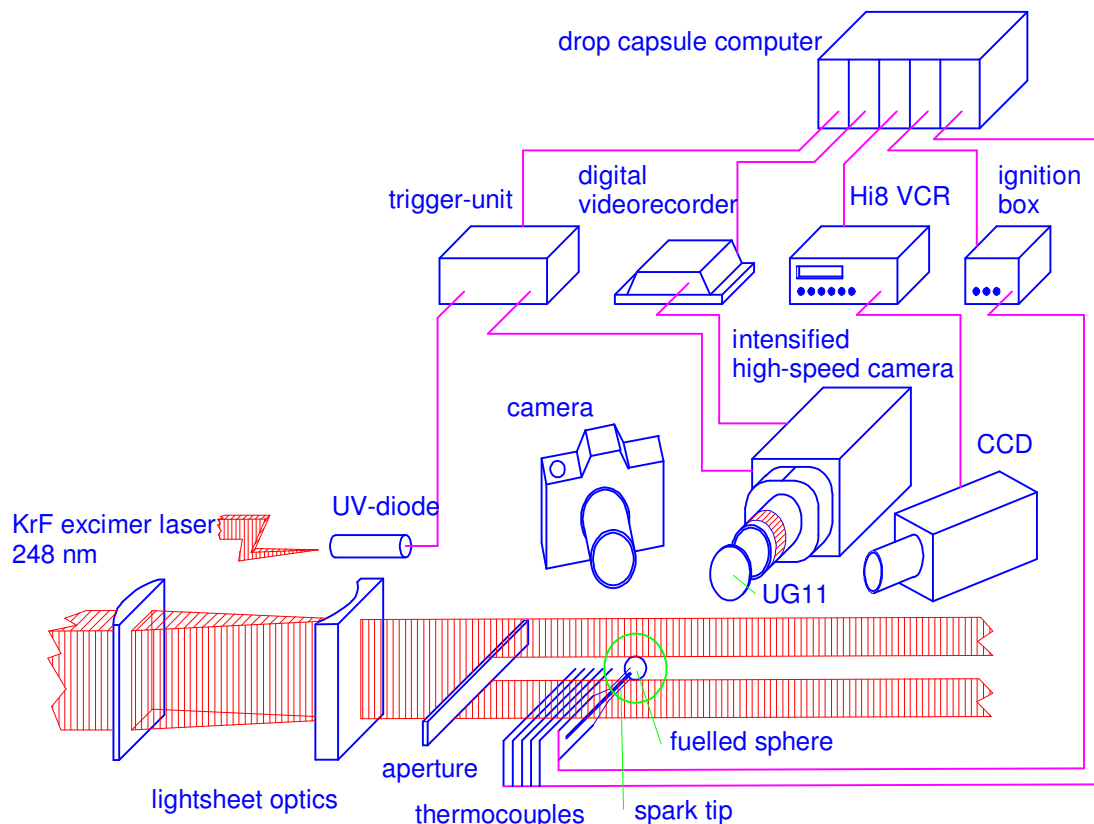 drop capsule computer
trigger-unit
digital
videorecorder
Hi8 VCR
ignition
box
intensified
high-speed camera
camera
CCD
KrF excimer laser
248 nm
UV-diode
UG11
fuelled sphere
aperture
lightsheet optics
thermocouples
spark tip